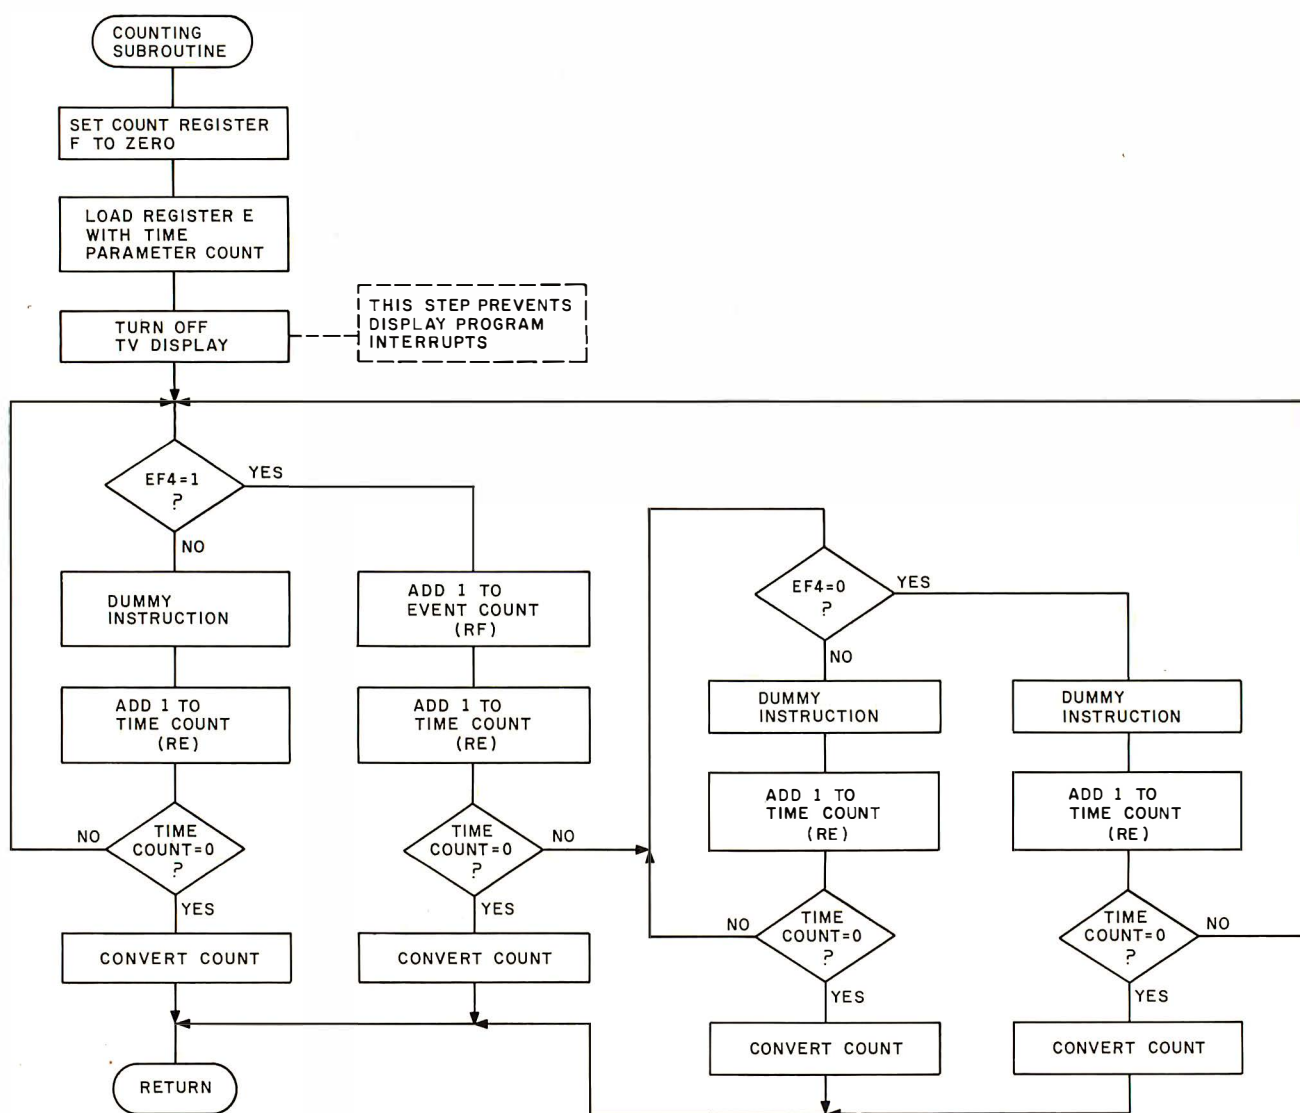 COUNTING
SUBROUTINE
SET COUNT REGISTER
F TO ZERO
LOAD REGISTER E
WITH TIME
PARAMETER COUNT
TURN OFF
TV DISPLAY
THIS STEP PREVENTS
DISPLAY PROGRAM
INTERRUPTS
EF4=1
?
YES
NO
DUMMY
INSTRUCTION
ADD 1 TO
TIME COUNT
(RE)
TIME
COUNT=0
?
NO
YES
CONVERT COUNT
RETURN
ADD 1 TO
EVENT COUNT
(RF)
ADD 1 TO
TIME COUNT
(RE)
TIME
COUNT=0
?
NO
YES
CONVERT COUNT
EF4=0
?
YES
NO
DUMMY
INSTRUCTION
ADD 1 TO
TIME COUNT
(RE)
TIME
COUNT=0
?
NO
YES
CONVERT COUNT
DUMMY
INSTRUCTION
ADD 1 TO
TIME COUNT
(RE)
TIME
COUNT=0
?
NO
YES
CONVERT COUNT